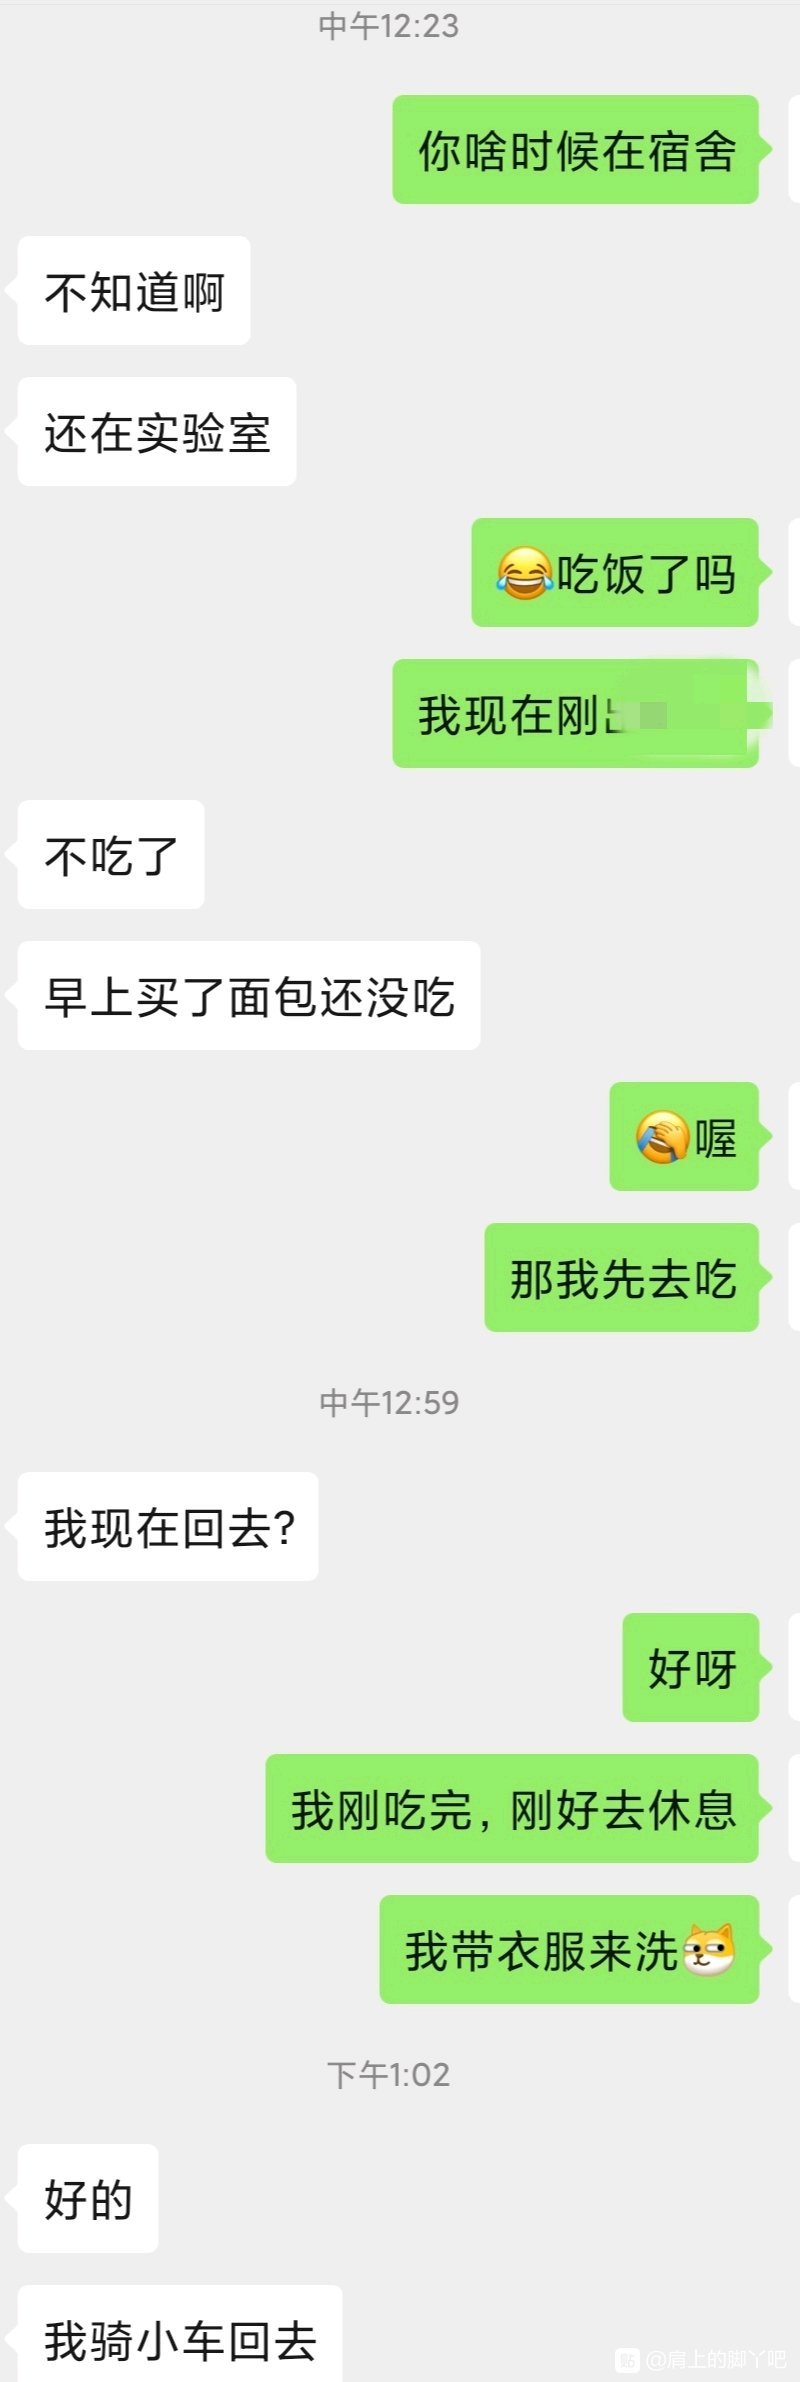 中午12:23
你啥时候在宿舍
不知道啊
还在实验室
😂吃饭了吗
我现在刚
不吃了
早上买了面包还没吃
🤣喔
那我先去吃
中午12:59
我现在回去?
好呀
我刚吃完，刚好去休息
我带衣服来洗
下午1:02
好的
我骑小车回去
贴 @肩上的脚丫吧